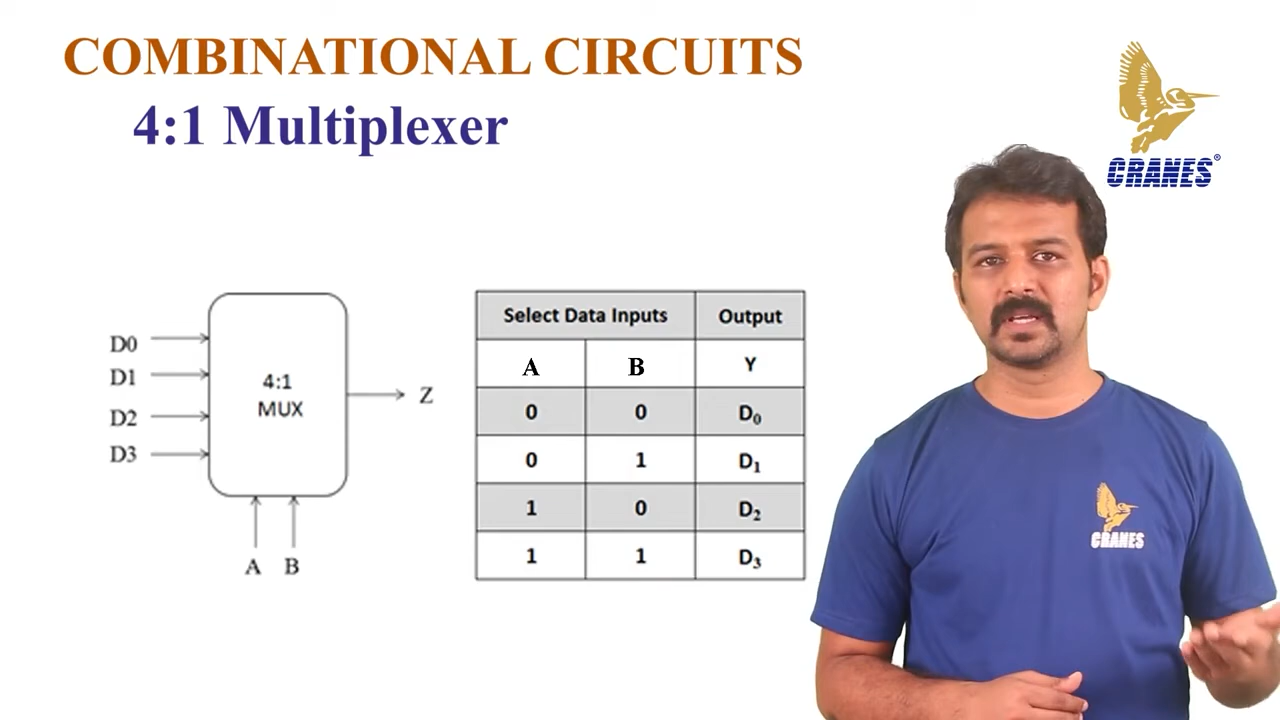 COMBINATIONAL CIRCUITS
4:1 Multiplexer
CRANES®
D0
D1
D2
D3
4:1
MUX
Z
A B
Select Data Inputs Output
A B Y
0 0 D₀
0 1 D₁
1 0 D₂
1 1 D₃
CRANES